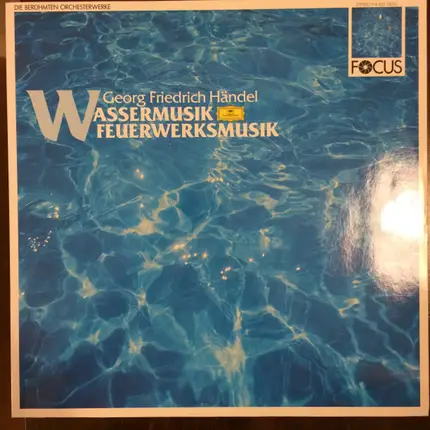 DIE BERÜHMTEN ORCHESTERWERKE
FOCUS
Georg Friedrich Händel
WASSERMUSIK
FEUERWERKSMUSIK